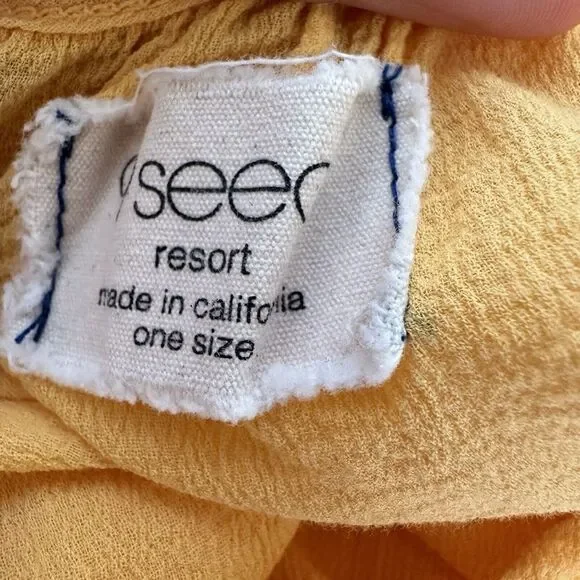 resort
made in california
one size